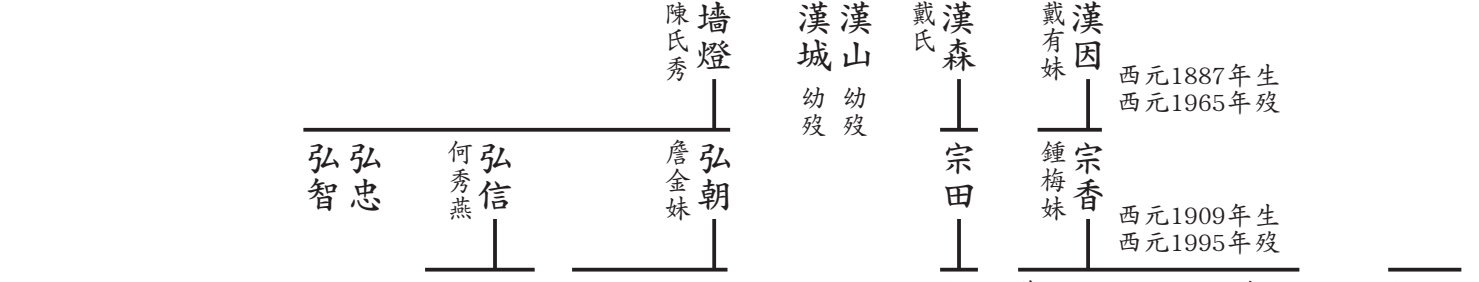 漢因
戴有妹
西元1887年生
西元1965年歿
漢森
戴氏
漢山 幼歿
漢城 幼歿
墻燈
陳氏秀
宗香
鍾梅妹
西元1909年生
西元1995年歿
宗田
弘朝
詹金妹
弘信
何秀燕
弘忠
弘智